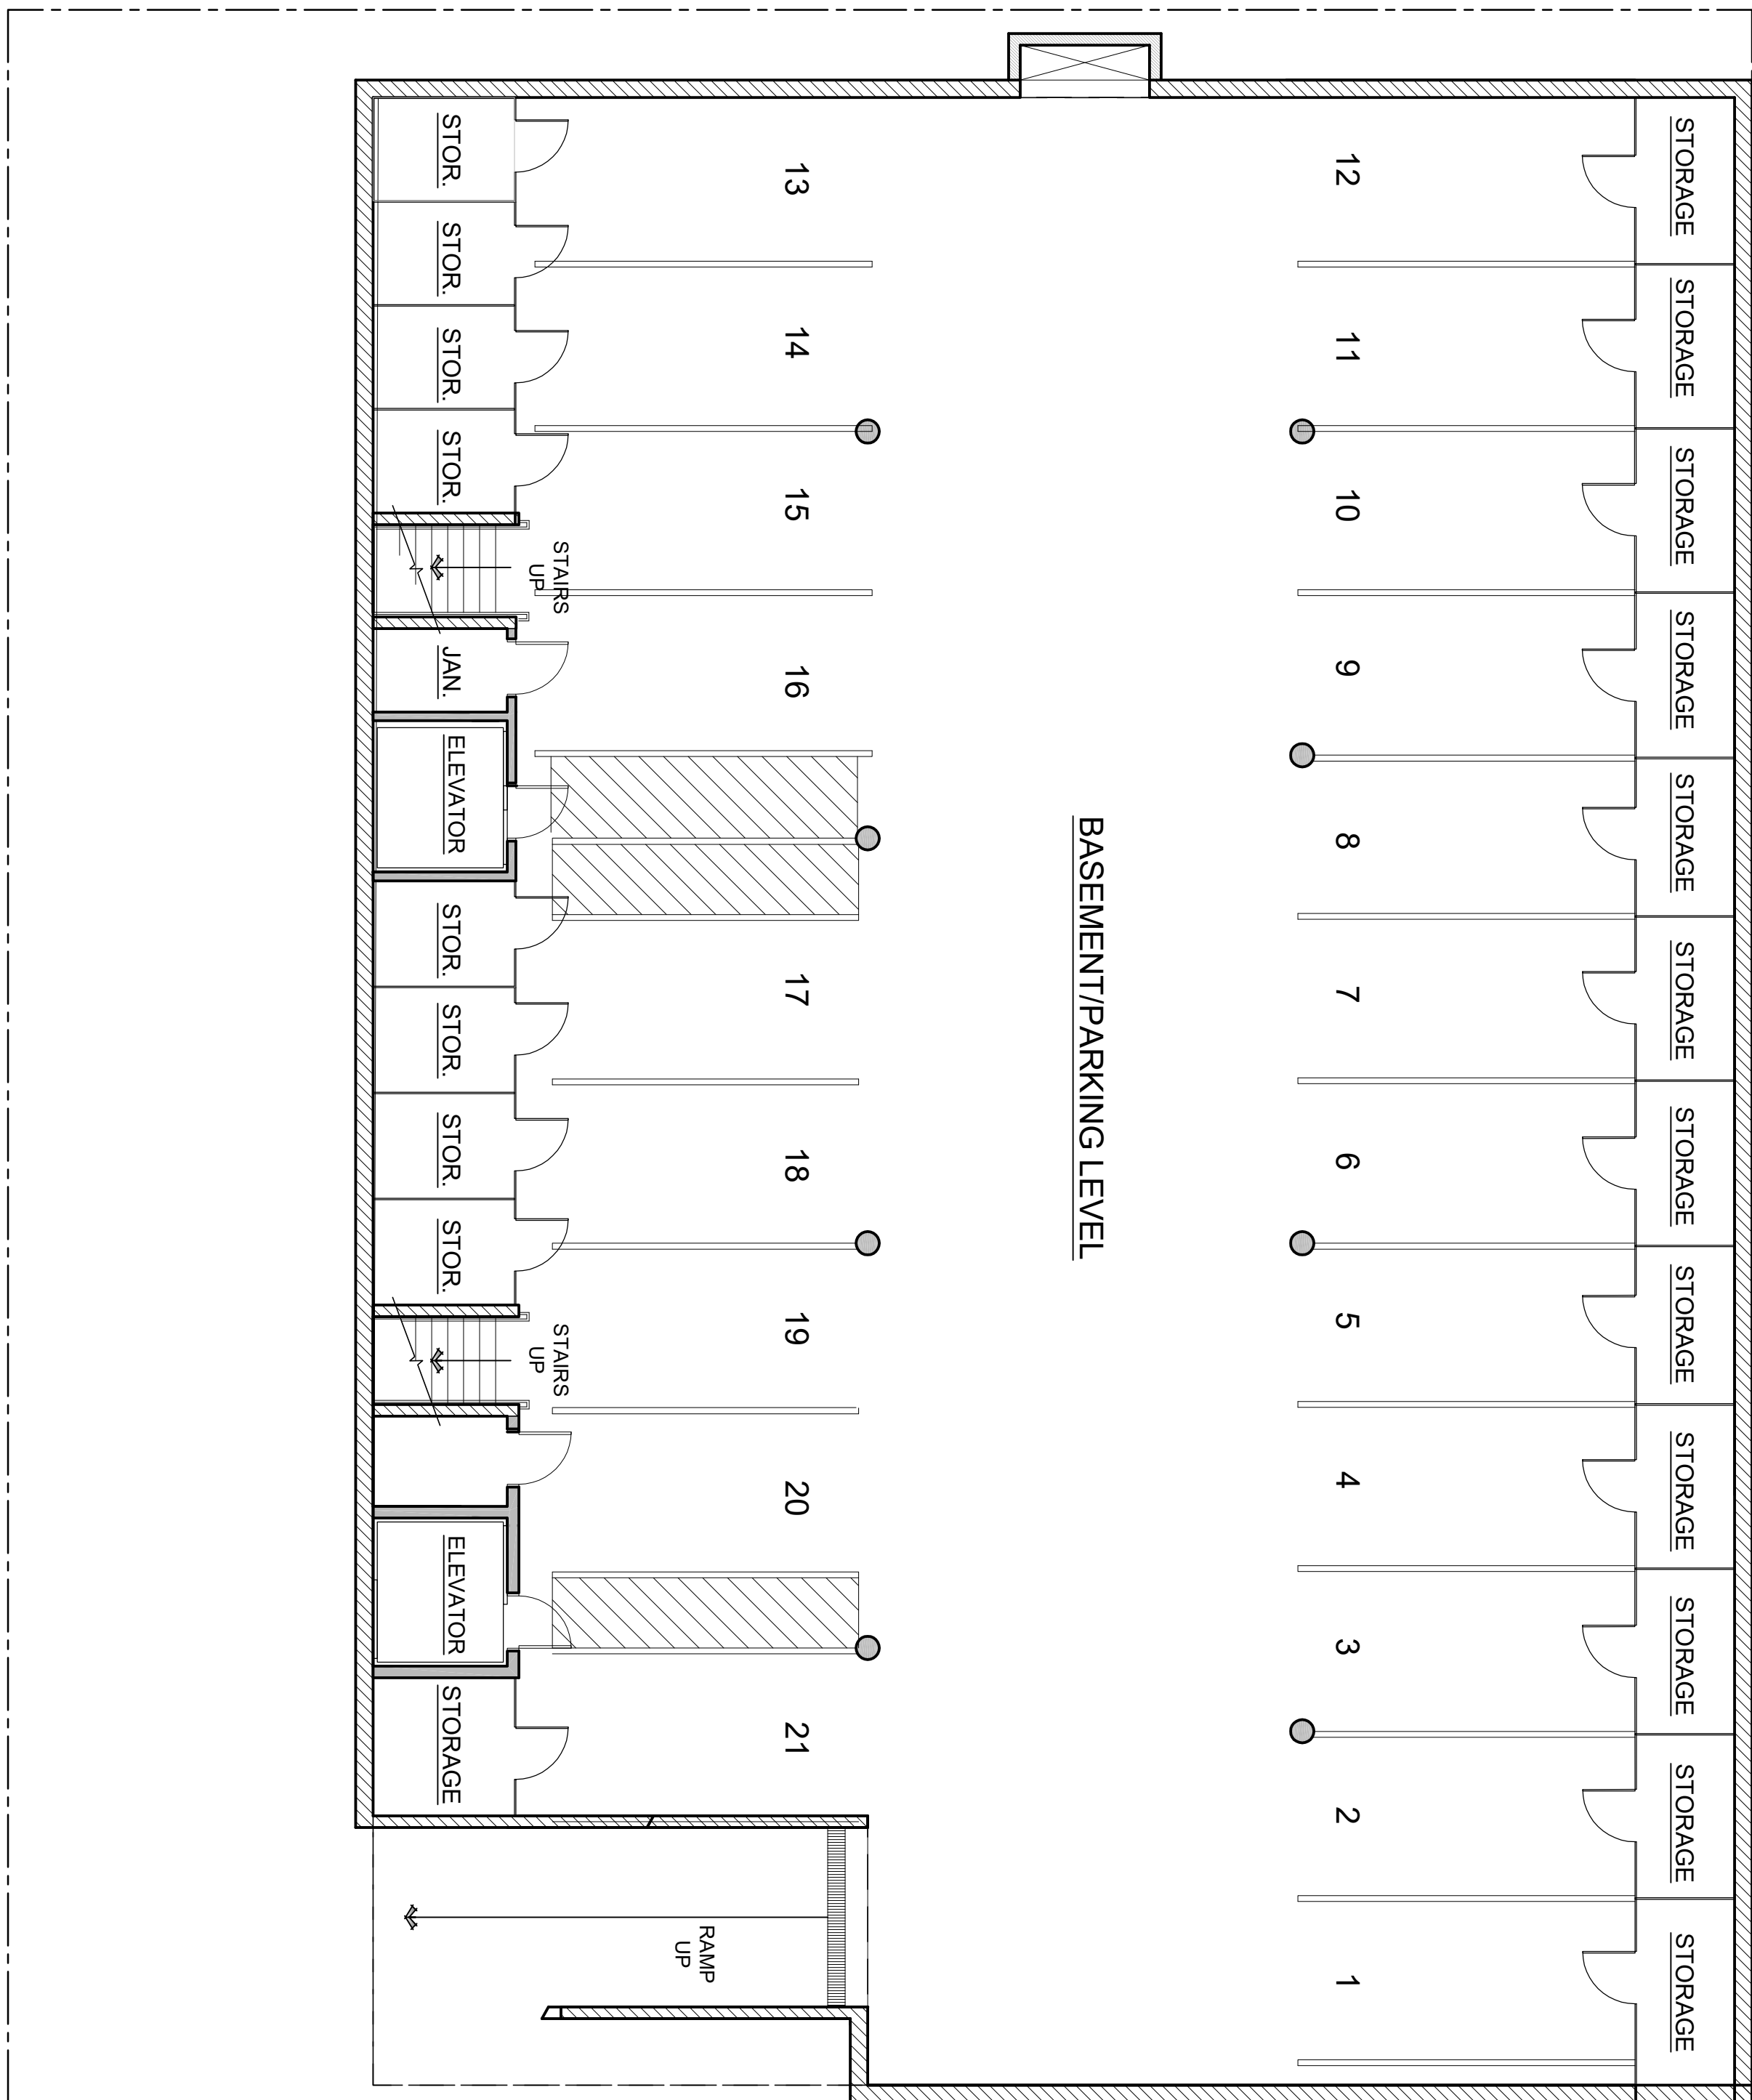 STORAGE
STORAGE
STORAGE
STORAGE
STORAGE
STORAGE
STORAGE
STORAGE
STORAGE
STORAGE
STORAGE
STORAGE
12
11
10
9
8
7
6
5
4
3
2
1
BASEMENT/PARKING LEVEL
13
14
15
16
17
18
19
20
21
RAMP
UP
STAIRS
UP
STAIRS
UP
STOR.
STOR.
STOR.
STOR.
JAN.
ELEVATOR
STOR.
STOR.
STOR.
STOR.
ELEVATOR
STORAGE